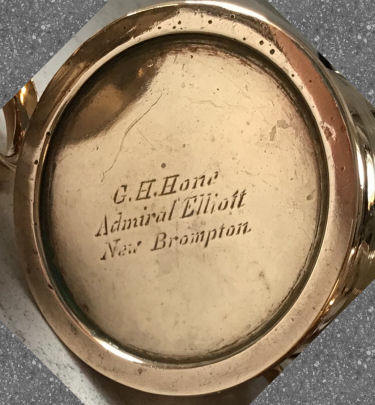 G.H.Hone
Admiral Elliott
New Brompton.